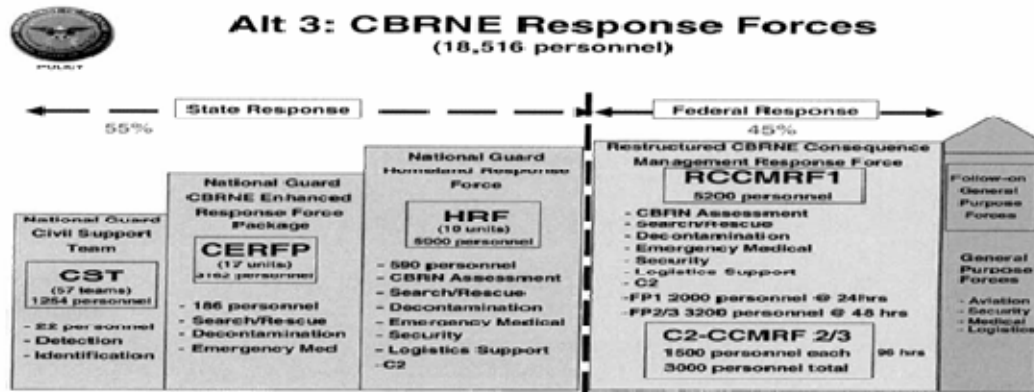 Alt 3: CBRNE Response Forces
(18,516 personnel)
POLICY
State Response
55%
Federal Response
45%
National Guard
Civil Support
Team
CST
(57 teams)
1254 personnel
- 22 personnel
- Detection
- Identification
National Guard
CBRNE Enhanced
Response Force
Package
CERFP
(17 units)
3162 personnel
- 186 personnel
- Search/Rescue
- Decontamination
- Emergency Med
National Guard
Homeland Response
Force
HRF
(10 units)
personnel
- 590 personnel
- CBRN Assessment
- Search/Rescue
- Decontamination
- Emergency Medical
- Security
- Logistics Support
-C2
Restructured CBRNE Consequence
Management Response Force
RCCMRF1
5200 personnel
- CBRN Assessment
- Search/Rescue
- Decontamination
- Emergency Medical
- Security
- Logistics Support
- C2
-FP1 2000 personnel @ 24hrs
-FP2/3 3200 personnel @ 48 hrs
C2-CCMRF 2/3
1500 personnel each
3000 personnel total
96 hrs
Follow-on
General
Purpose
Forces
General
Purpose
Forces
- Aviation
- Security
- Medical
- Logistics